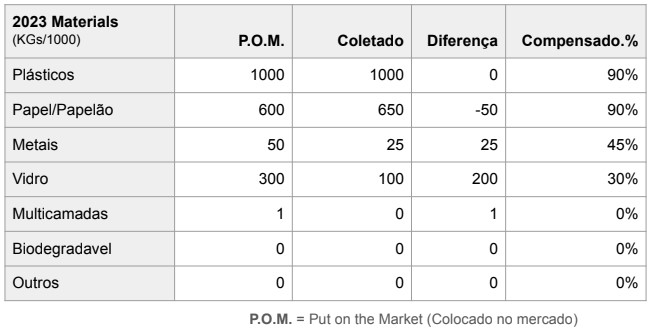 2023 Materials
(KGs/1000) P.O.M. Coletado Diferença Compensado.%
Plásticos 1000 1000 0 90%
Papel/Papelão 600 650 -50 90%
Metais 50 25 25 45%
Vidro 300 100 200 30%
Multicamadas 1 0 1 0%
Biodegradavel 0 0 0 0%
Outros 0 0 0 0%
P.O.M. = Put on the Market (Colocado no mercado)